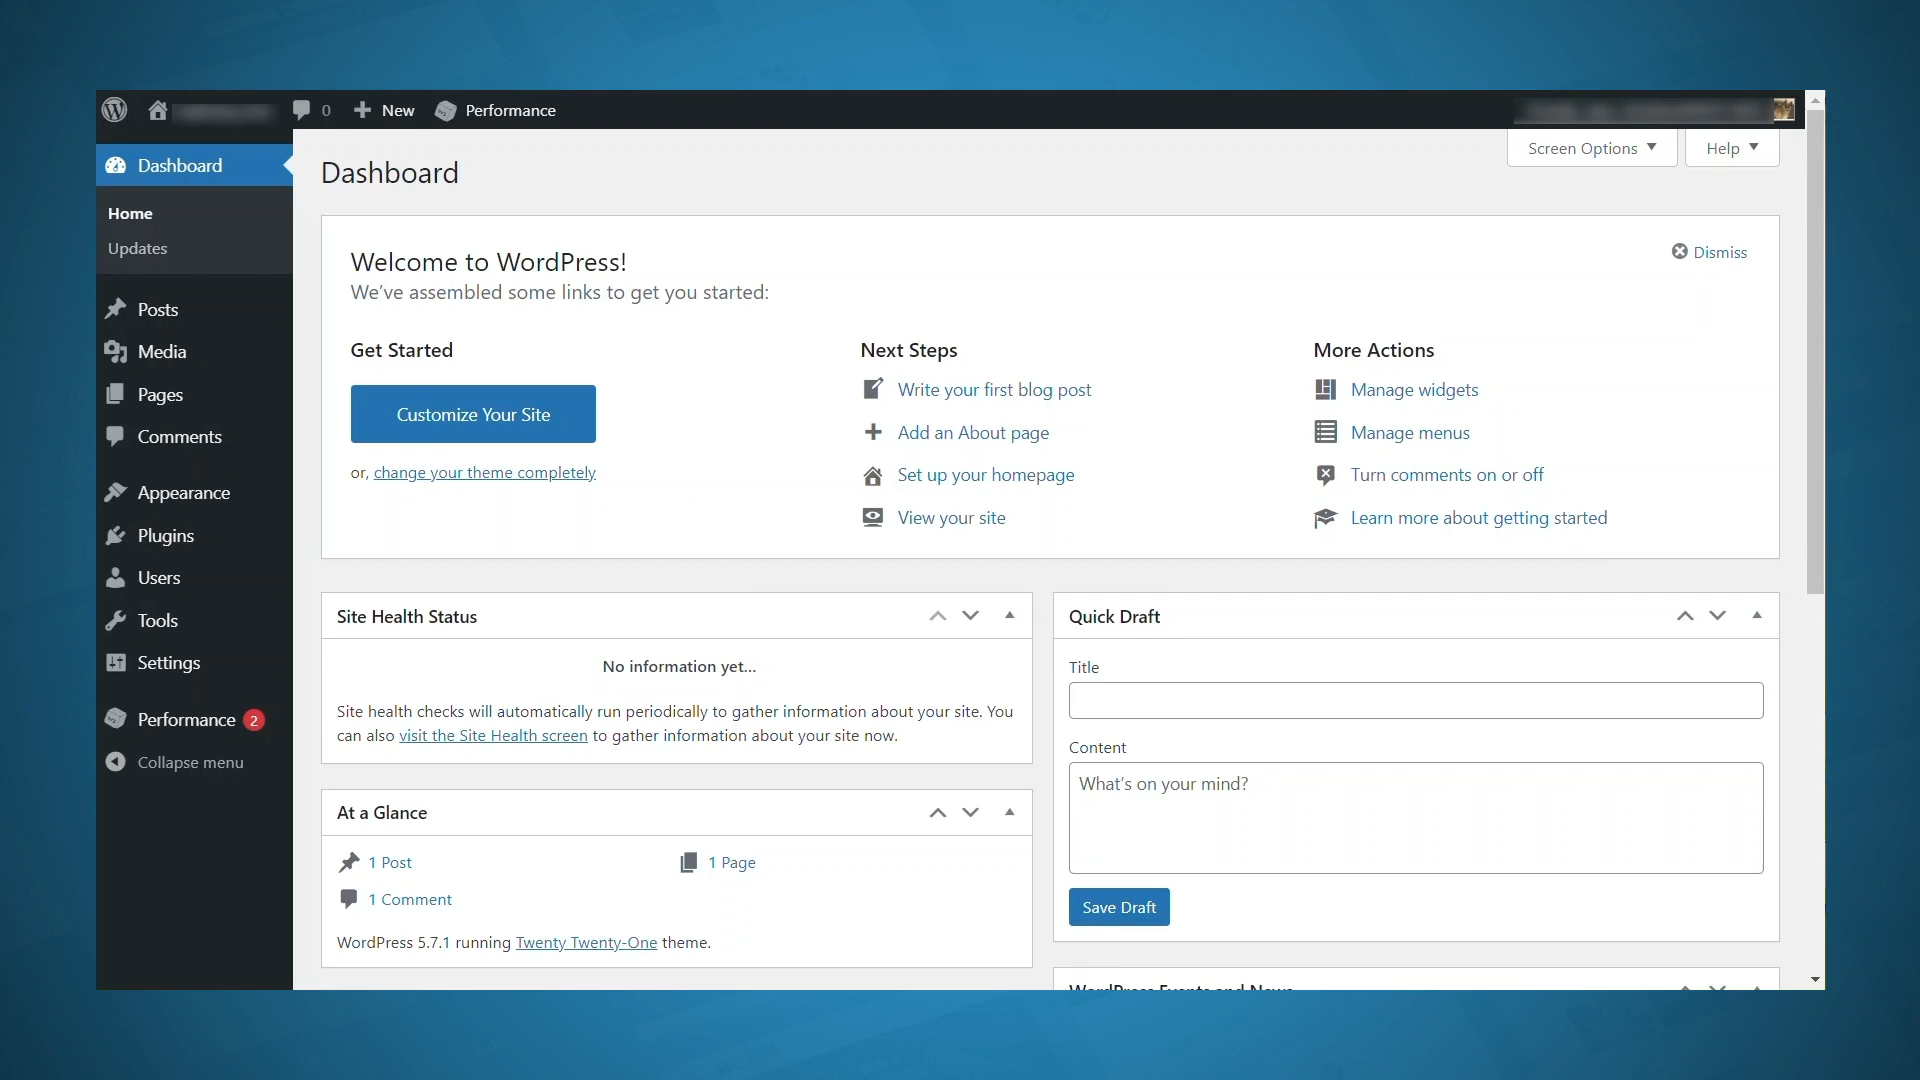 0 New Performance
Screen Options Help
Dashboard
Home
Updates
Posts
Media
Pages
Comments
Appearance
Plugins
Users
Tools
Settings
Performance 2
Collapse menu
Dashboard
Welcome to WordPress!
Dismiss
We've assembled some links to get you started:
Get Started
Customize Your Site
or, change your theme completely
Next Steps
Write your first blog post
Add an About page
Set up your homepage
View your site
More Actions
Manage widgets
Manage menus
Turn comments on or off
Learn more about getting started
Site Health Status
No information yet...
Site health checks will automatically run periodically to gather information about your site. You
can also visit the Site Health screen to gather information about your site now.
At a Glance
1 Post
1 Page
1 Comment
WordPress 5.7.1 running Twenty Twenty-One theme.
Quick Draft
Title
Content
What's on your mind?
Save Draft
WordPress Events and News